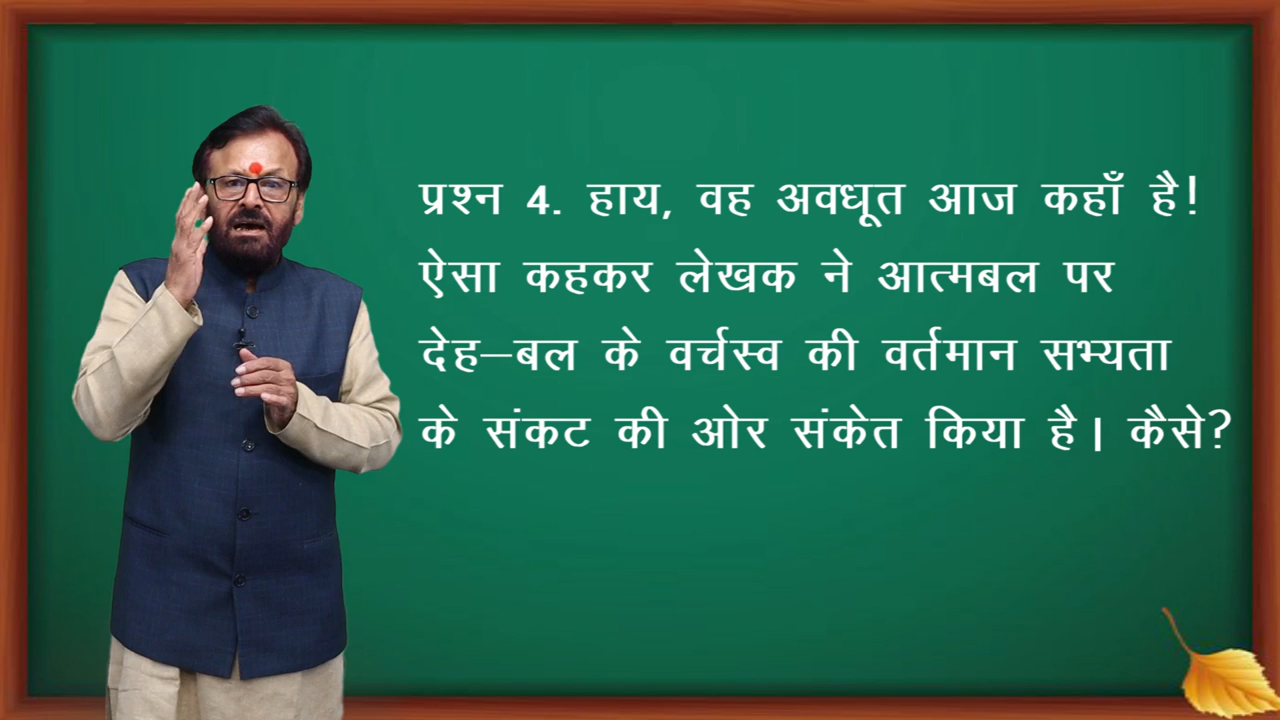 प्रश्न 4. हाय, वह अवधूत आज कहाँ है!
ऐसा कहकर लेखक ने आत्मबल पर
देह–बल के वर्चस्व की वर्तमान सभ्यता
के संकट की ओर संकेत किया है। कैसे?